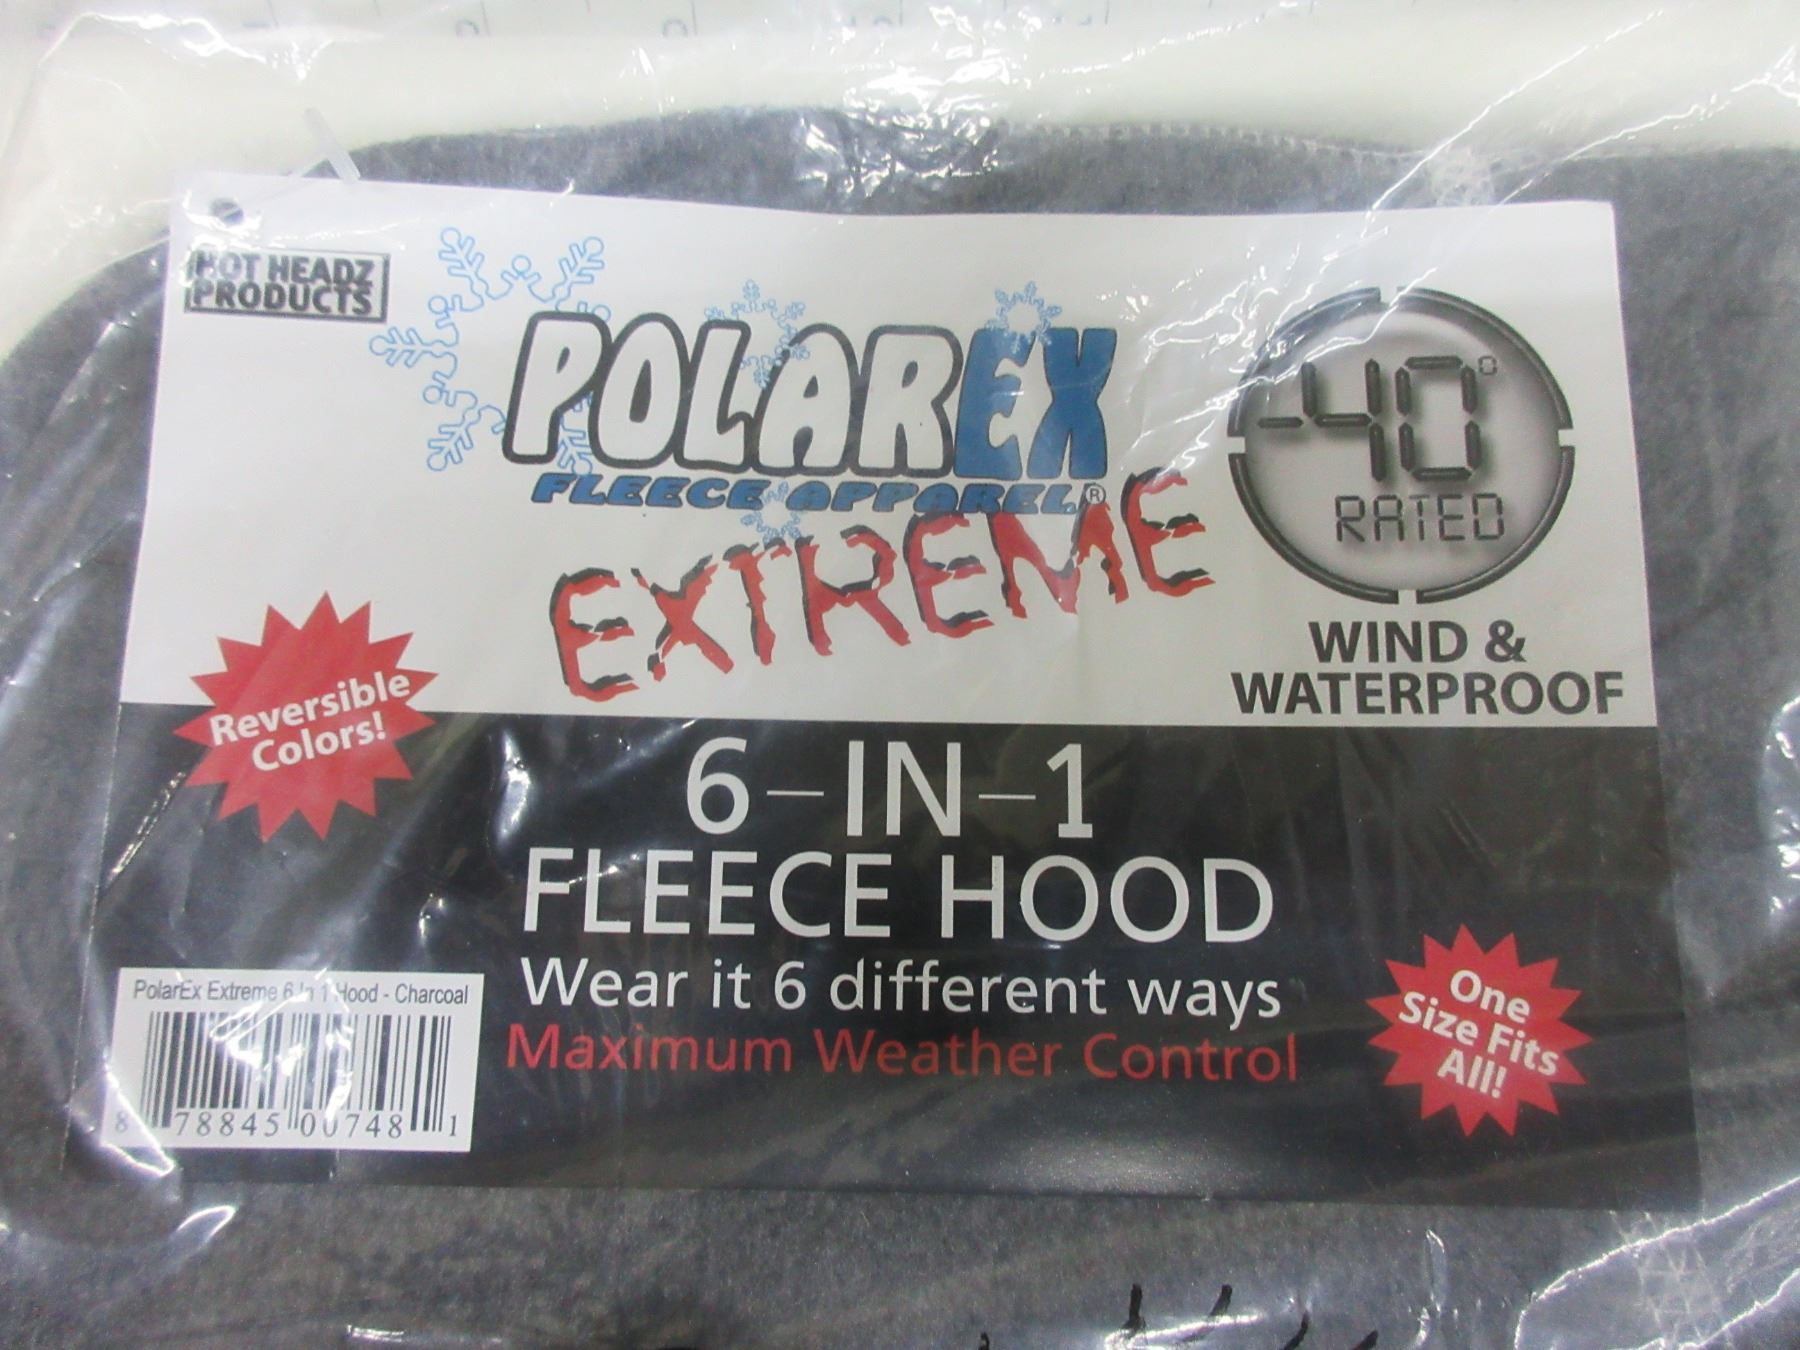 HOT HEADZ
PRODUCTS
POLAREX
FLEECE APPAREL®
EXTREME
-40°
RATED
WIND &
WATERPROOF
Reversible
Colors!
6-IN-1
FLEECE HOOD
Wear it 6 different ways
Maximum Weather Control
One
Size Fits
All!
PolarEx Extreme 6 In 1 Hood - Charcoal
8 78845 00748 1